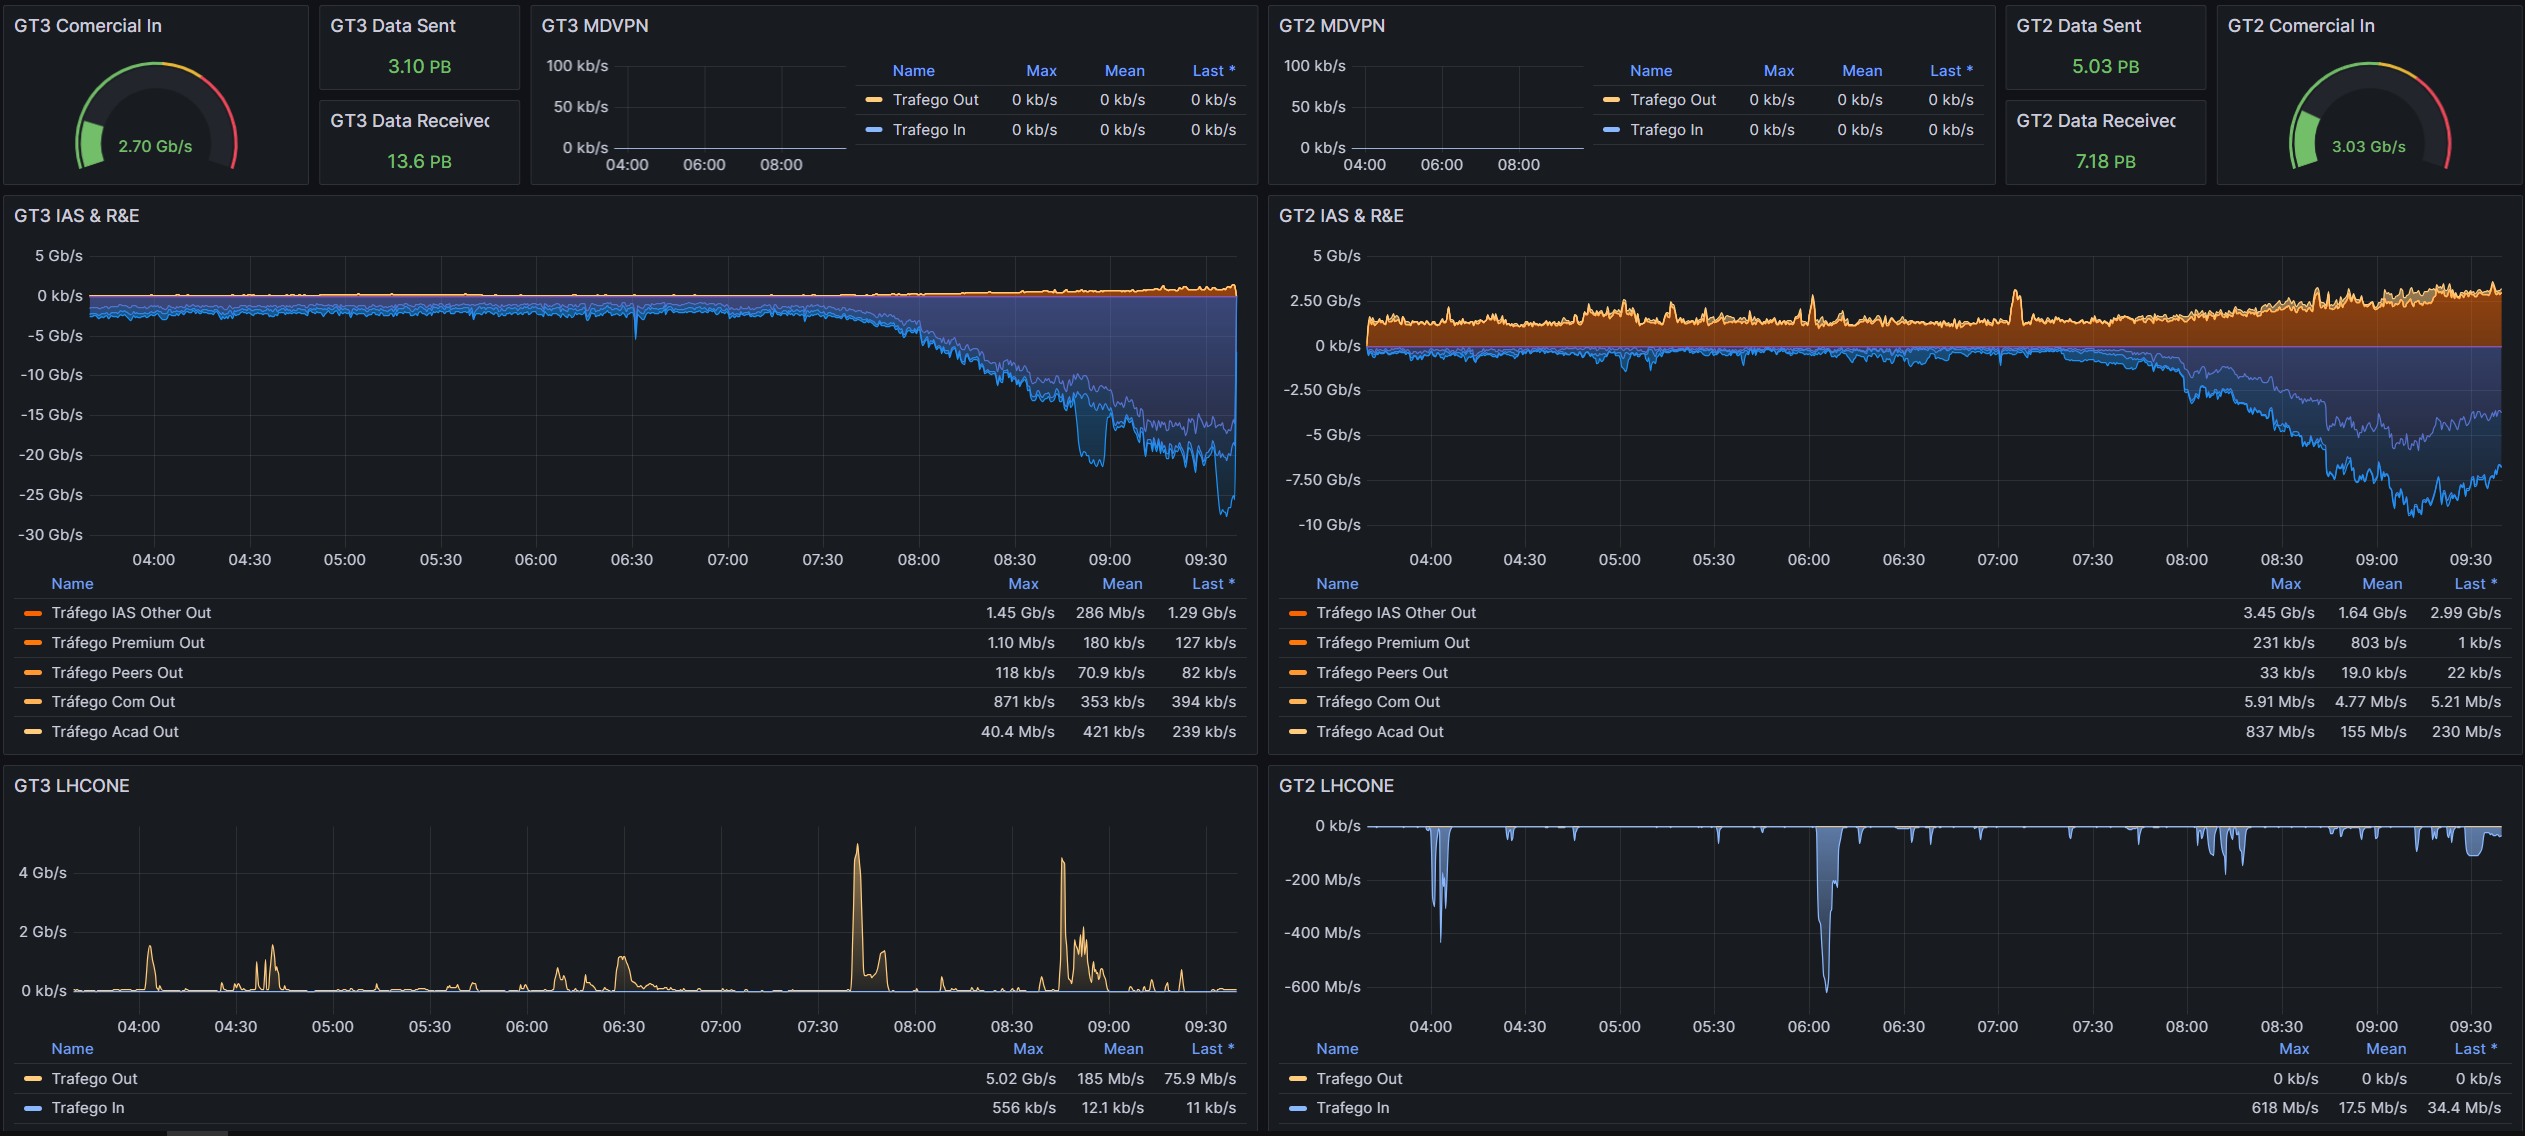 GT3 Comercial In
2.70 Gb/s
GT3 Data Sent
3.10 PB
GT3 Data Received
13.6 PB
GT3 MDVPN
100 kb/s
50 kb/s
0 kb/s
04:00 06:00 08:00
Name Max Mean Last *
Trafego Out 0 kb/s 0 kb/s 0 kb/s
Trafego In 0 kb/s 0 kb/s 0 kb/s
GT2 MDVPN
100 kb/s
50 kb/s
0 kb/s
04:00 06:00 08:00
Name Max Mean Last *
Trafego Out 0 kb/s 0 kb/s 0 kb/s
Trafego In 0 kb/s 0 kb/s 0 kb/s
GT2 Data Sent
5.03 PB
GT2 Data Received
7.18 PB
GT2 Comercial In
3.03 Gb/s
GT3 IAS & R&E
5 Gb/s
0 kb/s
-5 Gb/s
-10 Gb/s
-15 Gb/s
-20 Gb/s
-25 Gb/s
-30 Gb/s
04:00 04:30 05:00 05:30 06:00 06:30 07:00 07:30 08:00 08:30 09:00 09:30
Name Max Mean Last *
Tráfego IAS Other Out 1.45 Gb/s 286 Mb/s 1.29 Gb/s
Tráfego Premium Out 1.10 Mb/s 180 kb/s 127 kb/s
Tráfego Peers Out 118 kb/s 70.9 kb/s 82 kb/s
Tráfego Com Out 871 kb/s 353 kb/s 394 kb/s
Tráfego Acad Out 40.4 Mb/s 421 kb/s 239 kb/s
GT2 IAS & R&E
5 Gb/s
2.50 Gb/s
0 kb/s
-2.50 Gb/s
-5 Gb/s
-7.50 Gb/s
-10 Gb/s
04:00 04:30 05:00 05:30 06:00 06:30 07:00 07:30 08:00 08:30 09:00 09:30
Name Max Mean Last *
Tráfego IAS Other Out 3.45 Gb/s 1.64 Gb/s 2.99 Gb/s
Tráfego Premium Out 231 kb/s 803 b/s 1 kb/s
Tráfego Peers Out 33 kb/s 19.0 kb/s 22 kb/s
Tráfego Com Out 5.91 Mb/s 4.77 Mb/s 5.21 Mb/s
Tráfego Acad Out 837 Mb/s 155 Mb/s 230 Mb/s
GT3 LHCONE
4 Gb/s
2 Gb/s
0 kb/s
04:00 04:30 05:00 05:30 06:00 06:30 07:00 07:30 08:00 08:30 09:00 09:30
Name Max Mean Last *
Trafego Out 5.02 Gb/s 185 Mb/s 75.9 Mb/s
Trafego In 556 kb/s 12.1 kb/s 11 kb/s
GT2 LHCONE
0 kb/s
-200 Mb/s
-400 Mb/s
-600 Mb/s
04:00 04:30 05:00 05:30 06:00 06:30 07:00 07:30 08:00 08:30 09:00 09:30
Name Max Mean Last *
Trafego Out 0 kb/s 0 kb/s 0 kb/s
Trafego In 618 Mb/s 17.5 Mb/s 34.4 Mb/s